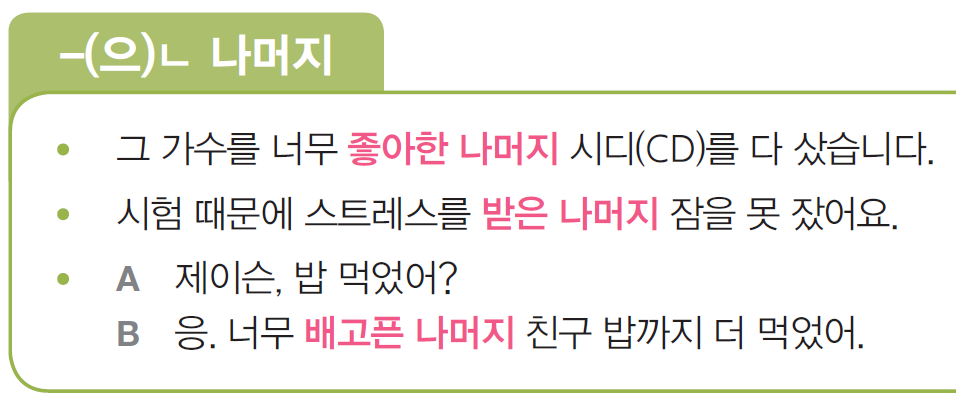 -(으)ㄴ 나머지
• 그 가수를 너무 좋아한 나머지 시디(CD)를 다 샀습니다.
• 시험 때문에 스트레스를 받은 나머지 잠을 못 잤어요.
• A 제이슨, 밥 먹었어?
B 응. 너무 배고픈 나머지 친구 밥까지 더 먹었어.